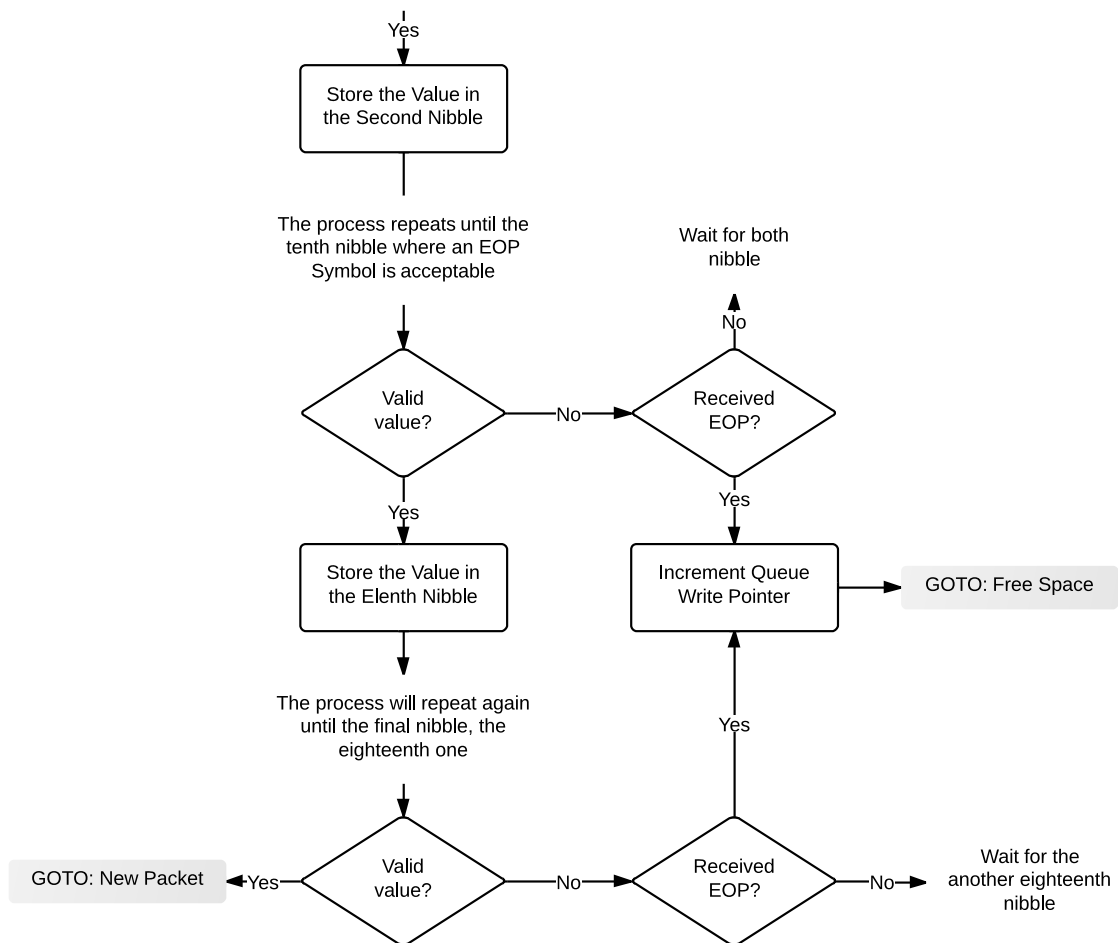 Yes
Store the Value in
the Second Nibble
The process repeats until the
tenth nibble where an EOP
Symbol is acceptable
Wait for both
nibble
No
Valid
value?
No
Received
EOP?
Yes
Yes
Store the Value in
the Elenth Nibble
Increment Queue
Write Pointer
GOTO: Free Space
The process will repeat again
until the final nibble, the
eighteenth one
Yes
GOTO: New Packet
Yes
Valid
value?
No
Received
EOP?
No
Wait for the
another eighteenth
nibble